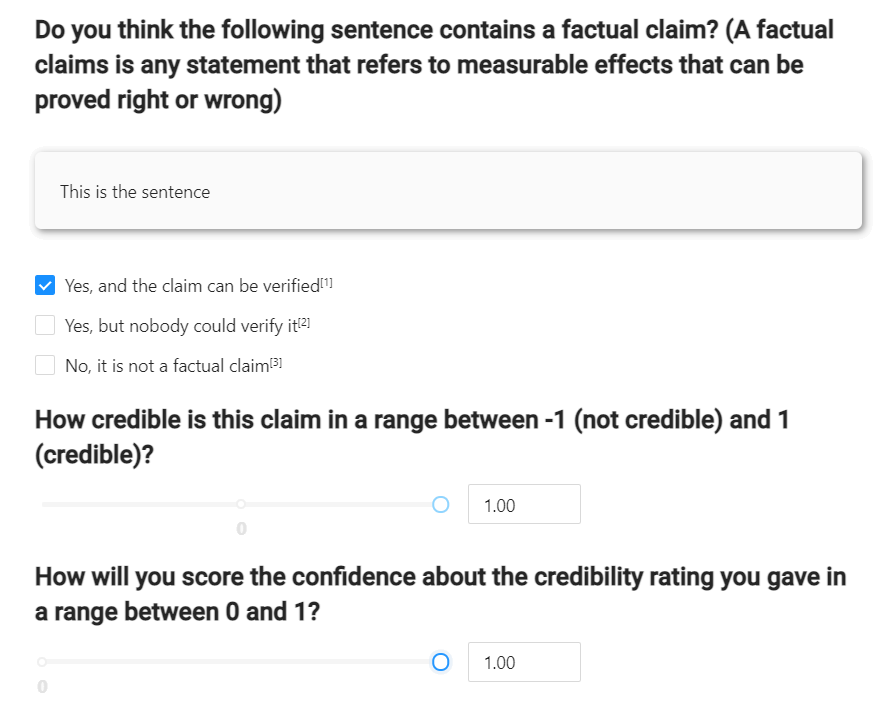 Do you think the following sentence contains a factual claim? (A factual
claims is any statement that refers to measurable effects that can be
proved right or wrong)
This is the sentence
Yes, and the claim can be verified[1]
Yes, but nobody could verify it[2]
No, it is not a factual claim[3]
How credible is this claim in a range between -1 (not credible) and 1
(credible)?
1.00
0
How will you score the confidence about the credibility rating you gave in
a range between 0 and 1?
1.00
0